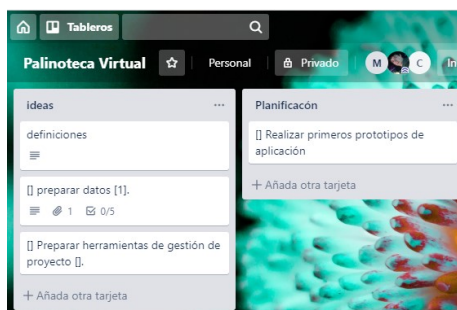 Tableros
Palinoteca Virtual
Personal
Privado
M
C
In
ideas
...
definiciones
[] preparar datos [1].
1
0/5
[] Preparar herramientas de gestión de
proyecto [].
+ Añada otra tarjeta
Planificacón
...
[] Realizar primeros prototipos de
aplicación
+ Añada otra tarjeta